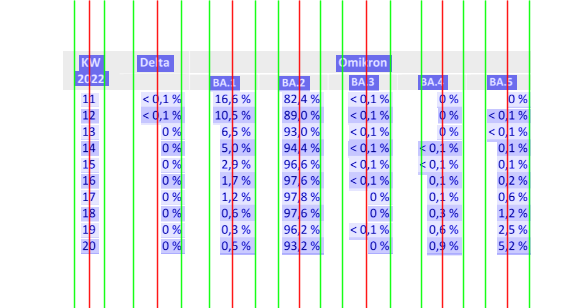 KW Delta Omikron
2022 BA.1 BA.2 BA.3 BA.4 BA.5
11 < 0,1 % 16,6 % 82,4 % < 0,1 % 0 % 0 %
12 < 0,1 % 10,5 % 89,0 % < 0,1 % 0 % < 0,1 %
13 0 % 6,5 % 93,0 % < 0,1 % 0 % < 0,1 %
14 0 % 5,0 % 94,4 % < 0,1 % < 0,1 % 0,1 %
15 0 % 2,9 % 96,6 % < 0,1 % < 0,1 % 0,1 %
16 0 % 1,7 % 97,6 % < 0,1 % 0,1 % 0,2 %
17 0 % 1,2 % 97,8 % 0 % 0,1 % 0,6 %
18 0 % 0,6 % 97,6 % 0 % 0,3 % 1,2 %
19 0 % 0,3 % 96,2 % < 0,1 % 0,6 % 2,5 %
20 0 % 0,5 % 93,2 % 0 % 0,9 % 5,2 %